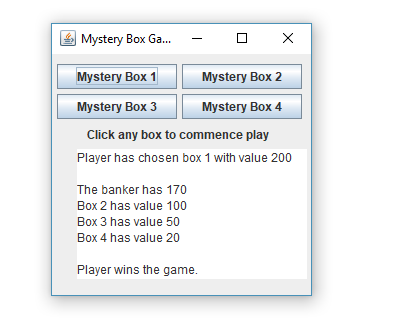 Mystery Box Ga...
Mystery Box 1
Mystery Box 2
Mystery Box 3
Mystery Box 4
Click any box to commence play
Player has chosen box 1 with value 200
The banker has 170
Box 2 has value 100
Box 3 has value 50
Box 4 has value 20
Player wins the game.